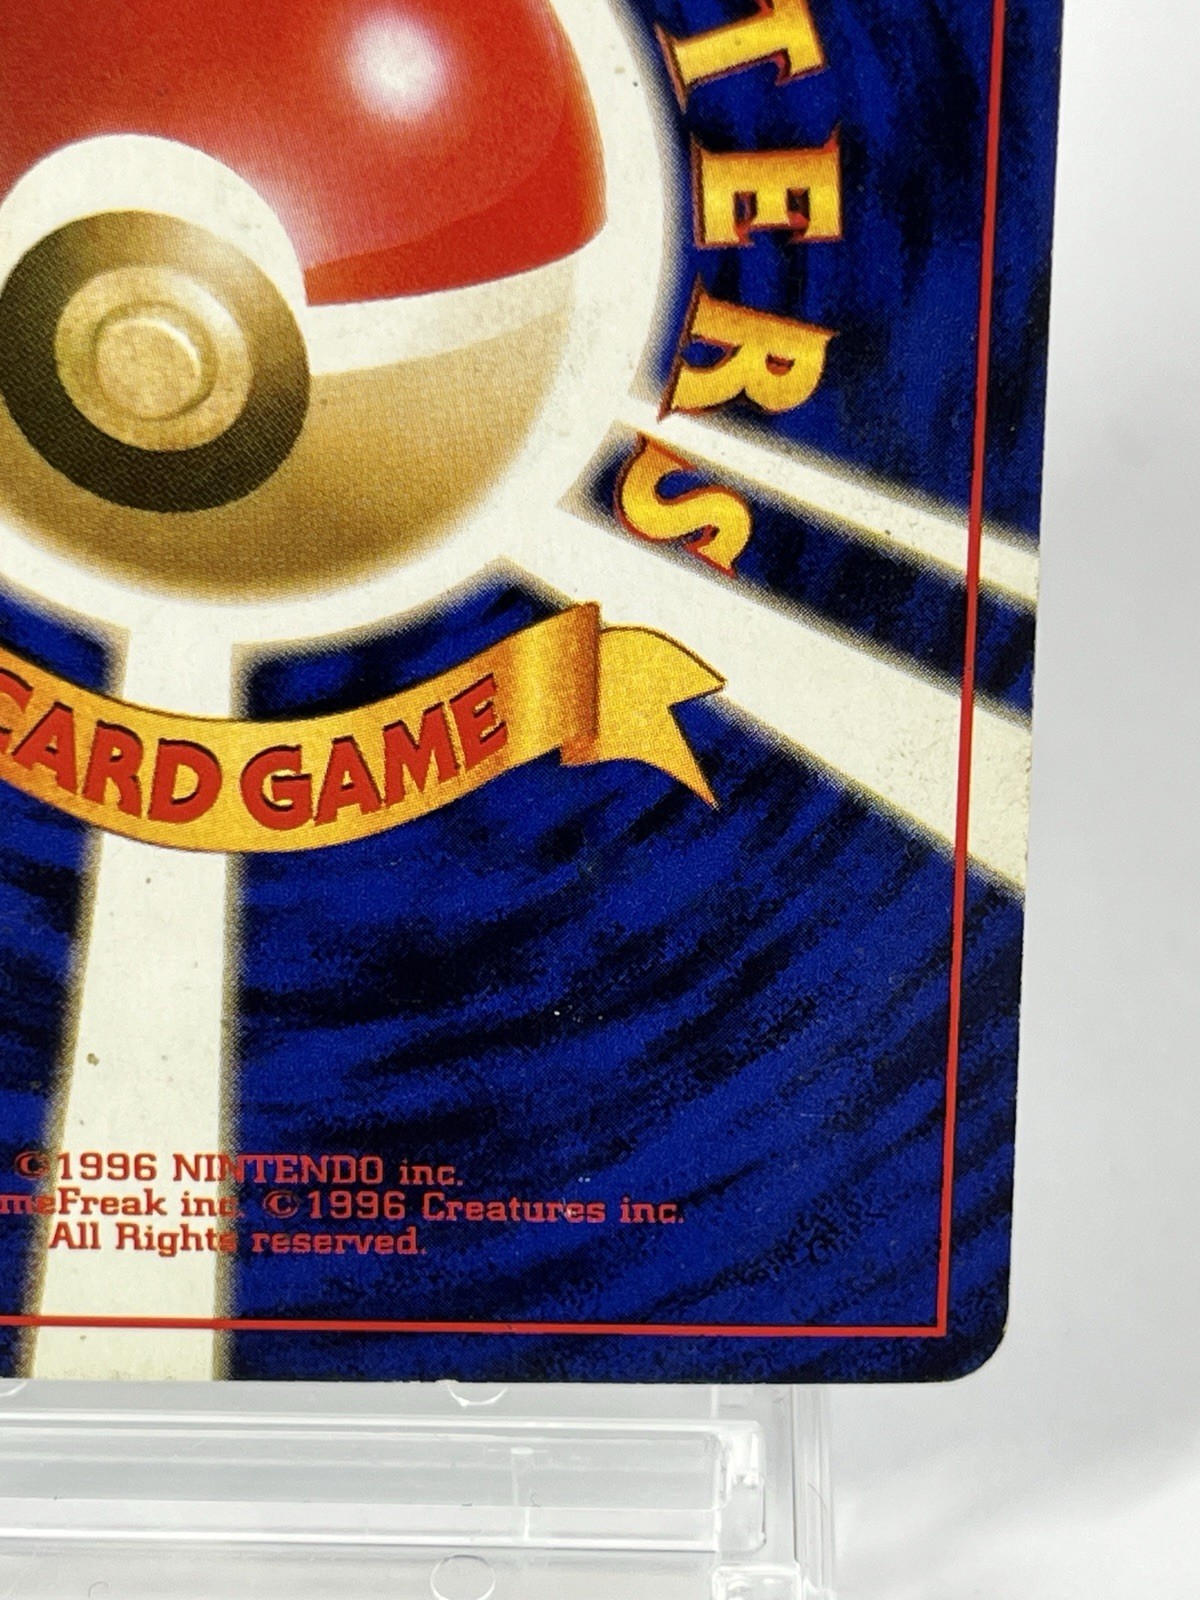 TERS
CARD GAME
©1996 NINTENDO inc.
meFreak inc. ©1996 Creatures inc.
All Rights reserved.